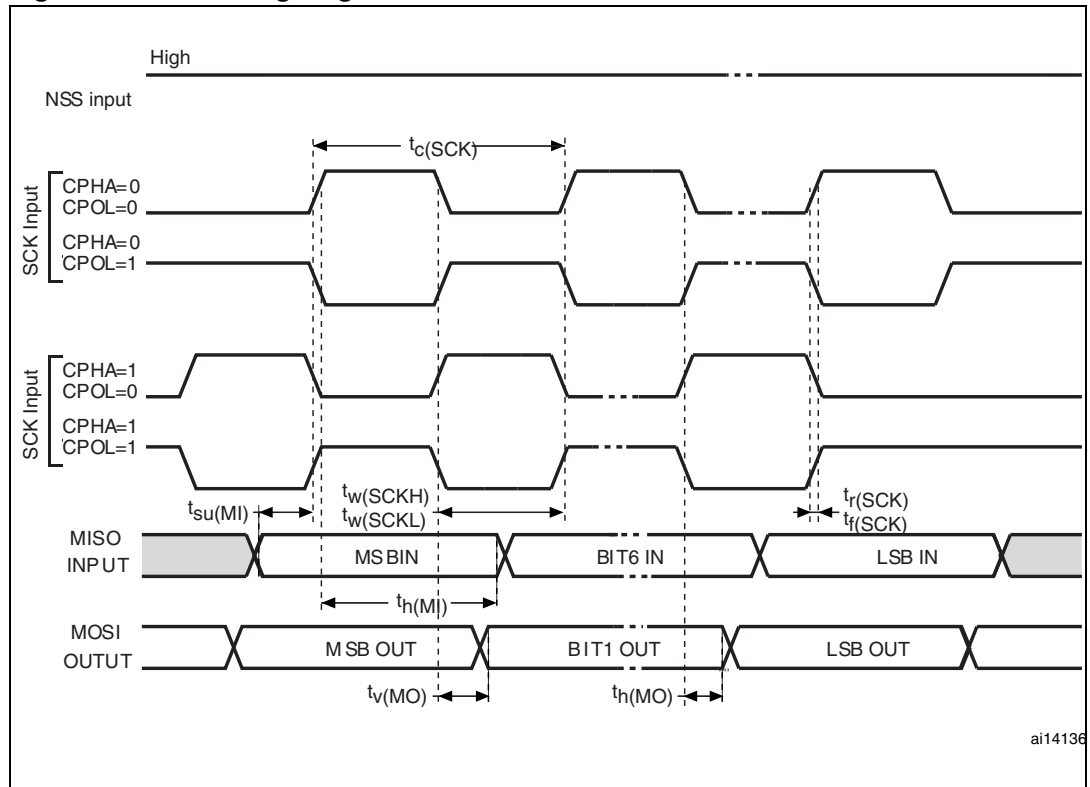 High
NSS input
tc(SCK)
SCK Input
CPHA=0
CPOL=0
CPHA=0
CPOL=1
SCK Input
CPHA=1
CPOL=0
CPHA=1
CPOL=1
tsu(MI)
tw(SCKH)
tw(SCKL)
tr(SCK)
tf(SCK)
MISO
INPUT
MSBIN
BIT6 IN
LSB IN
th(MI)
MOSI
OUTUT
MSB OUT
BIT1 OUT
LSB OUT
tv(MO)
th(MO)
ai14136